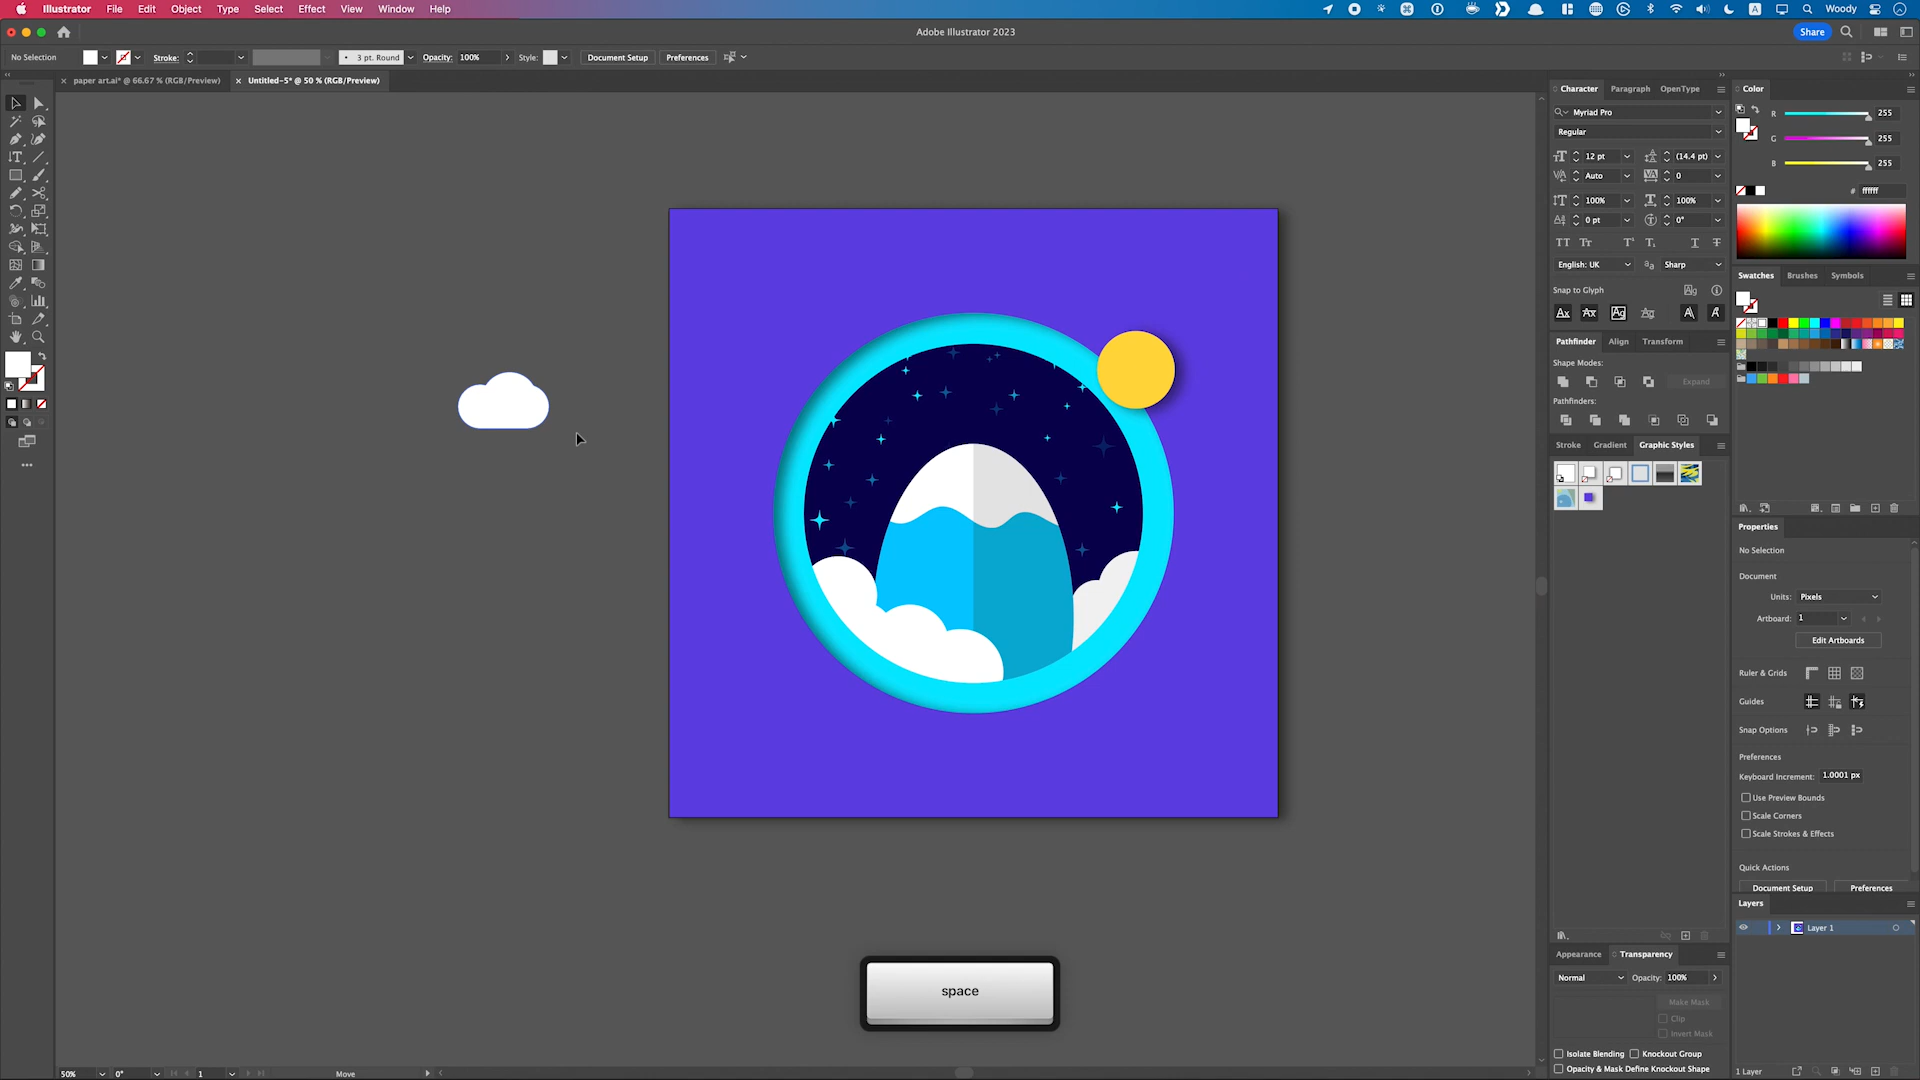 Illustrator File Edit Object Type Select Effect View Window Help
Woody
Adobe Illustrator 2023
Share
No Selection
Stroke:
3 pt. Round
Opacity: 100%
Style:
Document Setup
Preferences
× paper art.ai* @ 66.67 % (RGB/Preview)
× Untitled-5* @ 50 % (RGB/Preview)
Character Paragraph OpenType
Myriad Pro
Regular
12 pt
(14.4 pt)
Auto
0
100%
100%
0 pt
0°
English: UK
Sharp
Snap to Glyph
Pathfinder Align Transform
Shape Modes:
Expand
Pathfinders:
Stroke Gradient Graphic Styles
Color
R 255
G 255
B 255
# ffffff
Swatches Brushes Symbols
Properties
No Selection
Document
Units: Pixels
Artboard: 1
Edit Artboards
Ruler & Grids
Guides
Snap Options
Preferences
Keyboard Increment: 1.0001 px
Use Preview Bounds
Scale Corners
Scale Strokes & Effects
Quick Actions
Document Setup
Preferences
Layers
Layer 1
1 Layer
Appearance Transparency
Normal
Opacity: 100%
Make Mask
Clip
Invert Mask
Isolate Blending
Knockout Group
Opacity & Mask Define Knockout Shape
space
50%
0°
1
Move